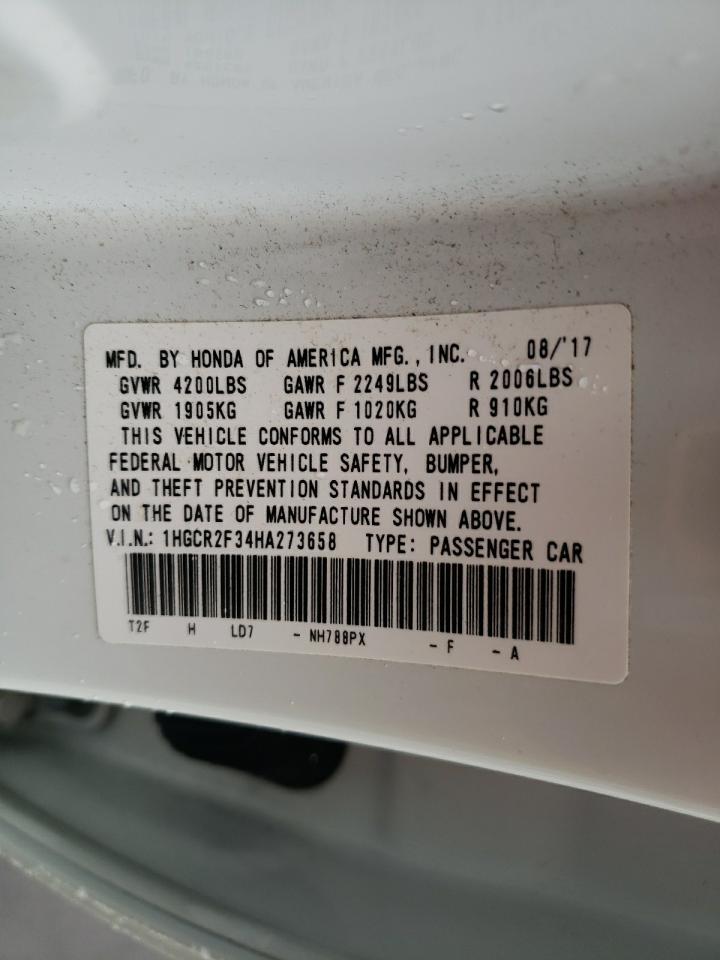 MFD. BY HONDA OF AMERICA MFG., INC. 08/'17
GVWR 4200LBS GAWR F 2249LBS R 2006LBS
GVWR 1905KG GAWR F 1020KG R 910KG
THIS VEHICLE CONFORMS TO ALL APPLICABLE
FEDERAL MOTOR VEHICLE SAFETY, BUMPER,
AND THEFT PREVENTION STANDARDS IN EFFECT
ON THE DATE OF MANUFACTURE SHOWN ABOVE.
V.I.N.: 1HGCR2F34HA273658 TYPE: PASSENGER CAR
T2F H LD7 - NH788PX - F - A